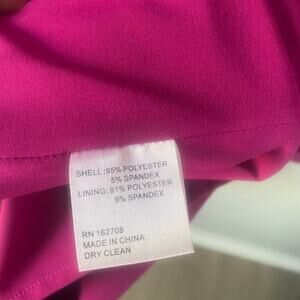 SHELL:95% POLYESTER
5% SPANDEX
LINING: 91% POLYESTER
9% SPANDEX
RN 162708
MADE IN CHINA
DRY CLEAN